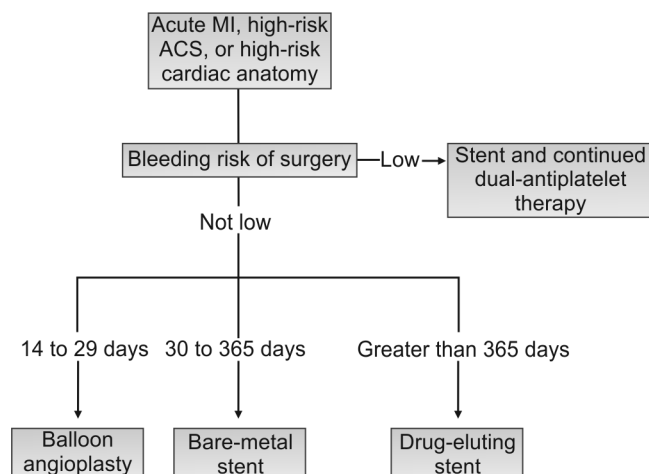 Acute MI, high-risk
ACS, or high-risk
cardiac anatomy
Bleeding risk of surgery
Low
Stent and continued
dual-antiplatelet
therapy
Not low
14 to 29 days
30 to 365 days
Greater than 365 days
Balloon
angioplasty
Bare-metal
stent
Drug-eluting
stent